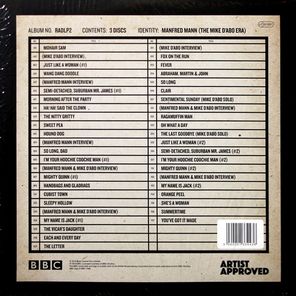 ALBUM NO. RADLP2 CONTENTS: 3 DISCS IDENTITY: MANFRED MANN (THE MIKE D'ABO ERA)
MOHAIR SAM
(MIKE D'ABO INTERVIEW)
JUST LIKE A WOMAN (#1)
WANG DANG DOODLE
(MANFRED MANN INTERVIEW)
SEMI-DETACHED, SUBURBAN MR. JAMES (#1)
MORNING AFTER THE PARTY
HA! HA! SAID THE CLOWN
THE NITTY GRITTY
SWEET PEA
HOUND DOG
(MANFRED MANN INTERVIEW)
SO LONG, DAD
I'M YOUR HOOCHIE COOCHIE MAN (#1)
(MANFRED MANN & MIKE D'ABO INTERVIEW)
MIGHTY QUINN (#1)
HANDBAGS AND GLADRAGS
CUBIST TOWN
SLEEPY HOLLOW
(MANFRED MANN & MIKE D'ABO INTERVIEW)
MY NAME IS JACK (#1)
THE VICAR'S DAUGHTER
EACH AND EVERY DAY
THE LETTER
(MIKE D'ABO INTERVIEW)
FOX ON THE RUN
FEVER
ABRAHAM, MARTIN & JOHN
SO LONG
CLAIR
SENTIMENTAL SUNDAY (MIKE D'ABO SOLO)
(MIKE D'ABO INTERVIEW)
RAGAMUFFIN MAN
OH WHAT A DAY
THE LAST GOODBYE (MIKE D'ABO SOLO)
JUST LIKE A WOMAN (#2)
SEMI-DETACHED, SUBURBAN MR. JAMES (#2)
I'M YOUR HOOCHIE COOCHIE MAN (#2)
MIGHTY QUINN (#2)
(MANFRED MANN & MIKE D'ABO INTERVIEW)
MY NAME IS JACK (#2)
ORANGE PEEL
SHE'S A WOMAN
SUMMERTIME
YOU'VE GOT IT MADE
BBC
ARTIST
APPROVED